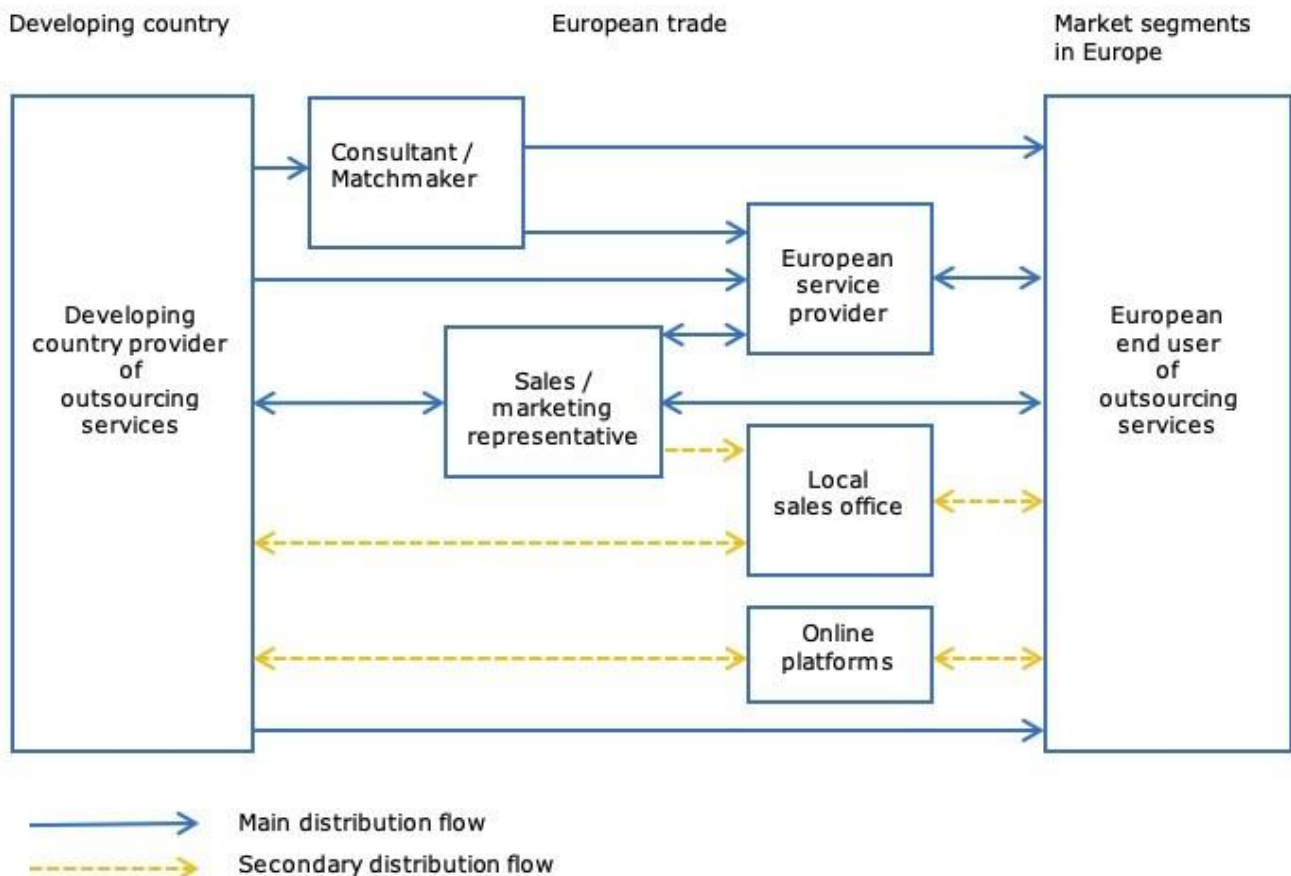 Developing country
European trade
Market segments
in Europe
Consultant /
Matchmaker
European
service
provider
Developing
country provider
of
outsourcing
services
Sales /
marketing
representative
European
end user
of
outsourcing
services
Local
sales office
Online
platforms
Main distribution flow
Secondary distribution flow